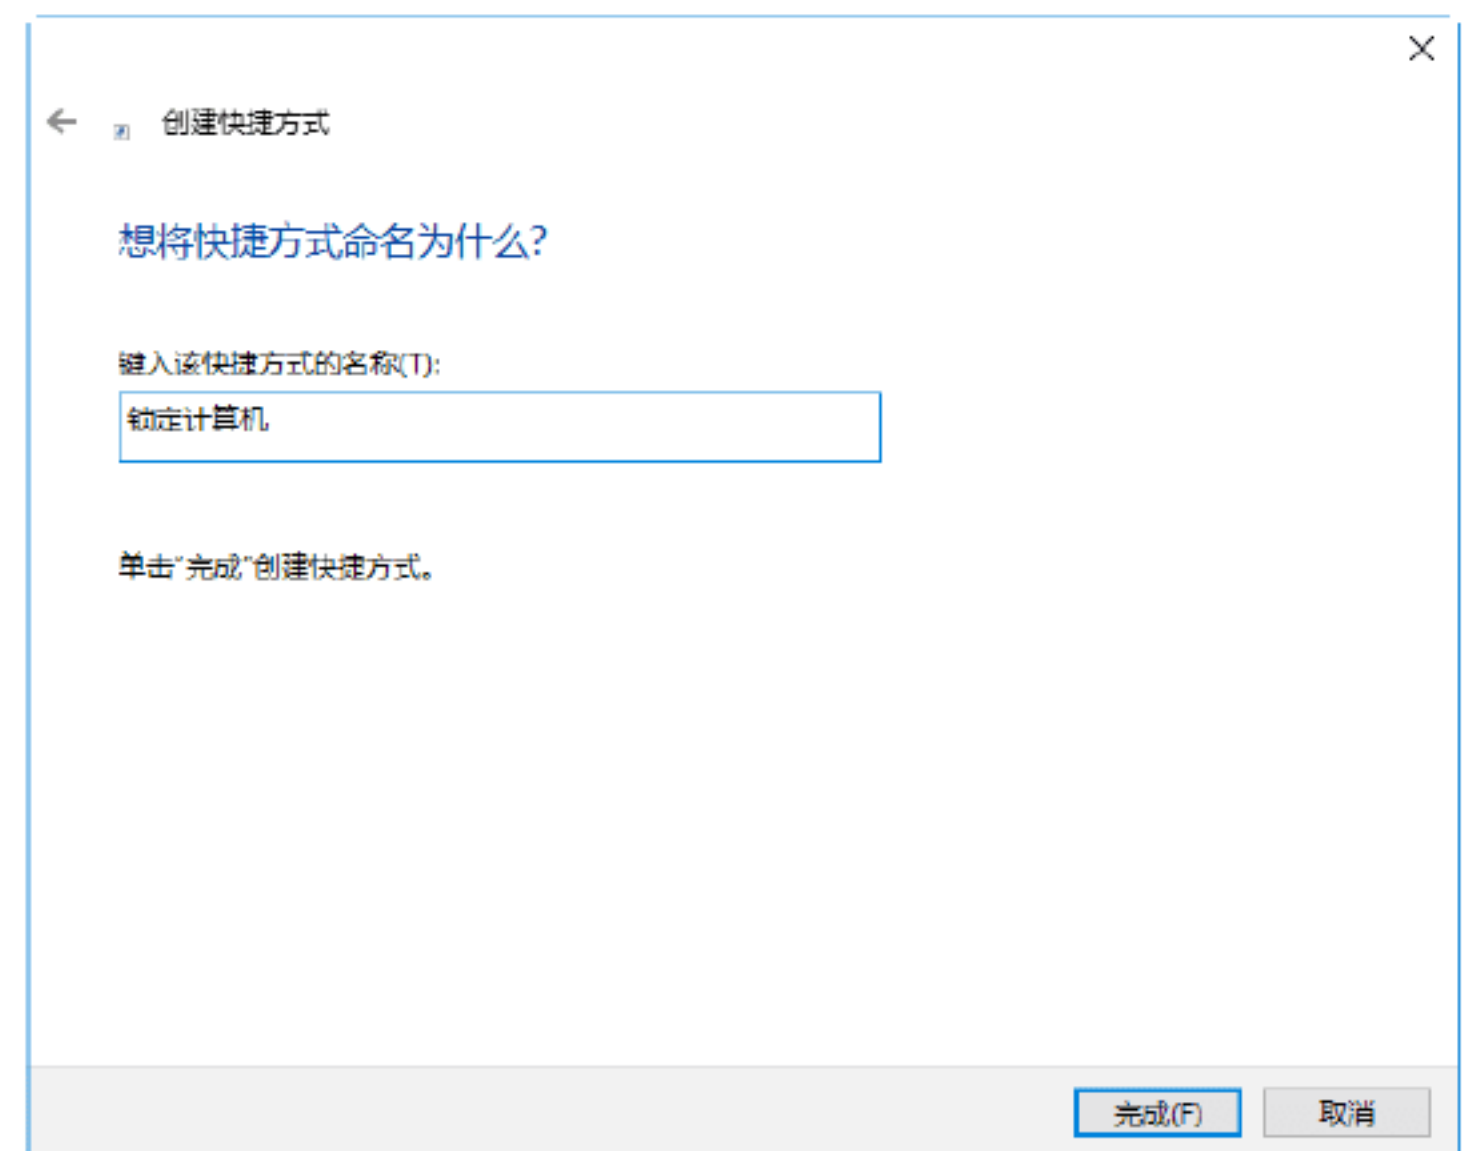 创建快捷方式
想将快捷方式命名为什么?
键入该快捷方式的名称(T):
锁定计算机
单击"完成"创建快捷方式。
完成(F)
取消